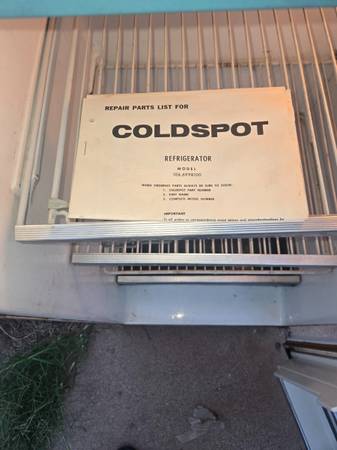 REPAIR PARTS LIST FOR
COLDSPOT
REFRIGERATOR
MODEL
WHEN ORDERING PARTS ALWAYS BE SURE TO SHOW:
1. COLDSPOT PART NUMBER
2. PART NAME
3. COMPLETE MODEL NUMBER
IMPORTANT